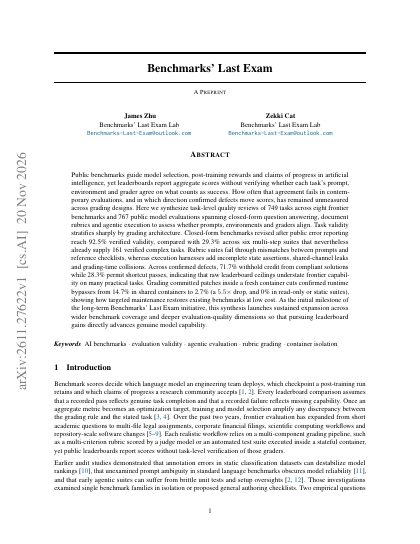 Benchmarks' Last Exam
A PREPRINT
James Zhu
Benchmarks' Last Exam Lab
Benchmarks-Last-Exam@outlook.com
Zekki Cat
Benchmarks' Last Exam Lab
Benchmarks-Last-Exam@outlook.com
ABSTRACT
Public benchmarks guide model selection, post-training rewards and claims of progress in artificial
intelligence, yet leaderboards report aggregate scores without verifying whether each task's prompt,
environment and grader agree on what counts as success. How often that agreement fails in contem-
porary evaluations, and in which direction confirmed defects move scores, has remained unmeasured
across grading designs. Here we synthesize task-level quality reviews of 749 tasks across eight frontier
benchmarks and 767 public model evaluations spanning closed-form question answering, document
rubrics and agentic execution to assess whether prompts, environments and graders align. Task
validity stratifies sharply by grading architecture. Closed-form benchmarks revised after public error reporting
reach 92.5% verified validity, compared with 29.3% across six multi-step suites that nevertheless
already supply 161 verified complex tasks. Rubrics fail through mismatches between prompts and
reference checklists, whereas execution harnesses add incomplete state assertions, shared-channel leaks
and grading-time collisions. Across confirmed defects, 71.7% withhold credit from compliant solutions
while 28.3% permit shortcut passes, indicating that raw leaderboard ceilings understate frontier capabil-
ity on many practical tasks. Grading committed patches inside a fresh container cuts confirmed runtime
bypasses from 14.7% in shared containers to 2.7% (a 5.5× drop, and 0% in read-only or static suites),
showing how targeted maintenance restores existing benchmarks at low cost. As the initial milestone
of the long-term Benchmarks' Last Exam initiative, this synthesis launches sustained expansion across
wider benchmark coverage and deeper evaluation-quality dimensions so that pursuing leaderboard
gains directly advances genuine model capability.
Keywords AI benchmarks · evaluation validity · agentic evaluation · rubric grading · container isolation
1 Introduction
Benchmark scores decide which language model an engineering team deploys, which checkpoint a post-training run
retains and which claims of progress a research community accepts [1, 2]. Every leaderboard comparison assumes
that a recorded pass reflects genuine task completion and that a recorded failure reflects missing capability. Once an
aggregate metric becomes an optimization target, training and model selection amplify any discrepancy between
the grading rule and the stated task [3, 4]. Over the past two years, frontier evaluation has expanded from short
academic questions to multi-file legal assignments, corporate financial filings, scientific computing workflows and
repository-scale software changes [5–9]. Each realistic workflow relies on a multi-component grading pipeline, such
as a multi-criterion rubric scored by a judge model or an automated test suite executed inside a stateful container,
yet public leaderboards report scores without task-level verification of those graders.
Earlier audit studies demonstrated that annotation errors in static classification datasets can destabilize model
rankings [10], that unexamined prompt ambiguity in standard language benchmarks obscures model reliability [11],
and that early agentic suites can suffer from brittle unit tests and setup oversights [2, 12]. Those investigations
examined single benchmark families in isolation or proposed general authoring checklists. Two empirical questions
1
arXiv:2611.27622v1 [cs.AI] 20 Nov 2026